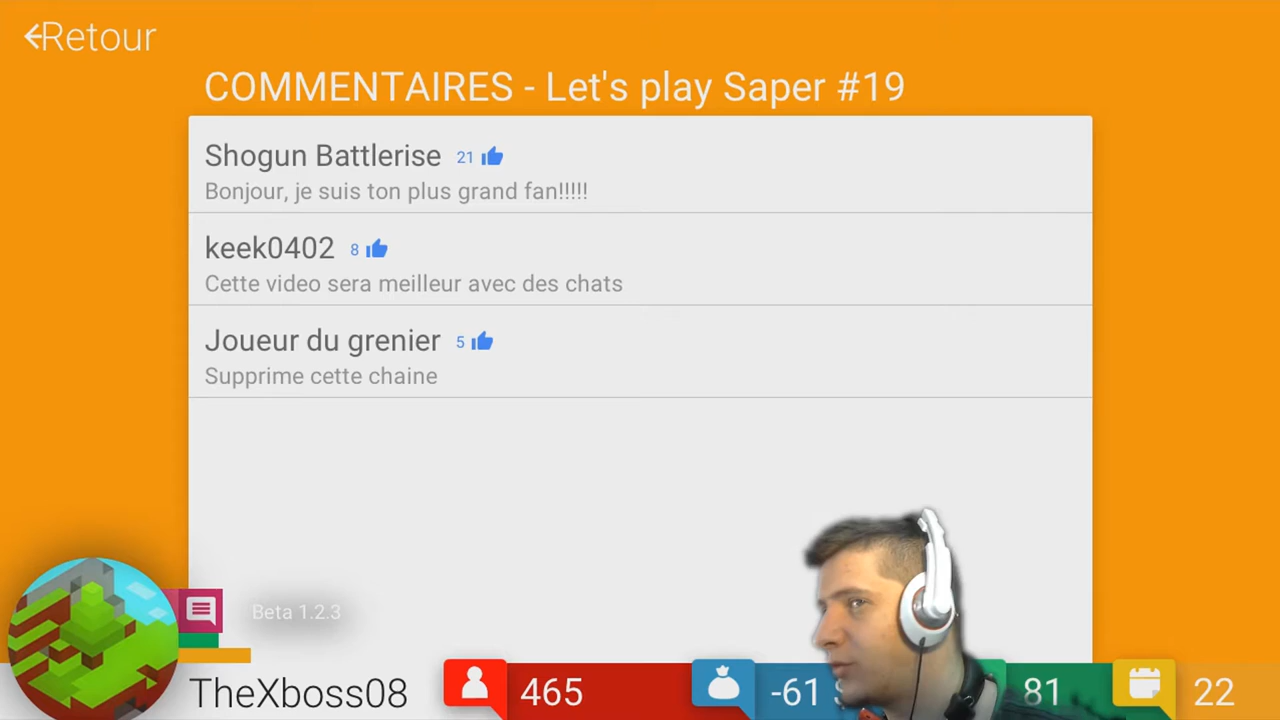 Retour
COMMENTAIRES - Let's play Saper #19
Shogun Battlerise 21
Bonjour, je suis ton plus grand fan!!!!!
keek0402 8
Cette video sera meilleur avec des chats
Joueur du grenier 5
Supprime cette chaine
Beta 1.2.3
TheXboss08 465 -61 81 22